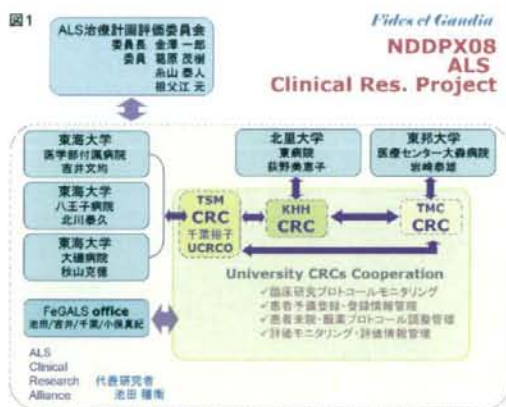 図1
Fides et Gaudia
NDDPX08
ALS
Clinical Res. Project
ALS治療計画評価委員会
委員長 金澤 一郎
委員 葛原 茂樹
糸山 泰人
祖父江 元
東海大学
医学部付属病院
吉井文均
東海大学
八王子病院
北川泰久
東海大学
大磯病院
秋山克徳
北里大学
東病院
荻野美恵子
東邦大学
医療センター大森病院
岩崎泰雄
TSM
CRC
千葉裕子
UCRCO
KHH
CRC
TMC
CRC
University CRCs Cooperation
✓臨床研究プロトコールモニタリング
✓患者予備登録・登録情報管理
✓患者来院・服薬プロトコール調整管理
✓評価モニタリング・評価情報管理
FeGALS office
池田/吉井/千葉/小俣真紀
ALS
Clinical
Research 代表研究者
Alliance 池田 穰衛